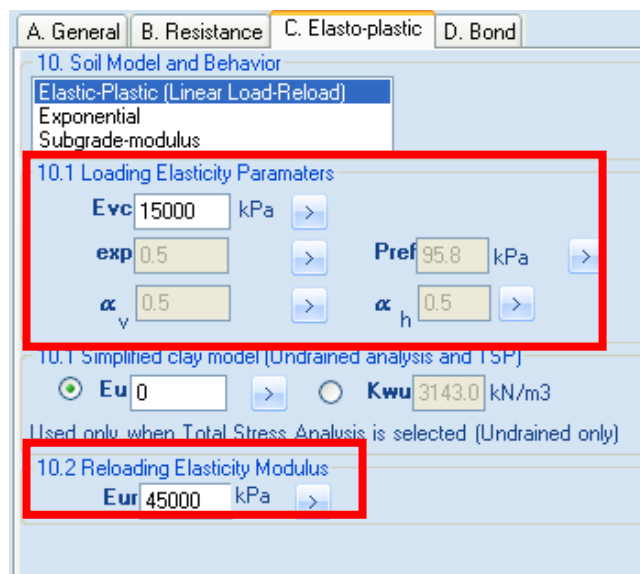 A. General B. Resistance C. Elasto-plastic D. Bond
10. Soil Model and Behavior
Elastic-Plastic (Linear Load-Reload)
Exponential
Subgrade-modulus
10.1 Loading Elasticity Paramaters
Evc 15000 kPa >
exp 0.5 > Pref 95.8 kPa >
αv 0.5 > αh 0.5 >
10.1 Simplified clay model (Undrained analysis and TSP)
Eu 0 > Kwu 3143.0 kN/m3
Used only when Total Stress Analysis is selected (Undrained only)
10.2 Reloading Elasticity Modulus
Eur 45000 kPa >